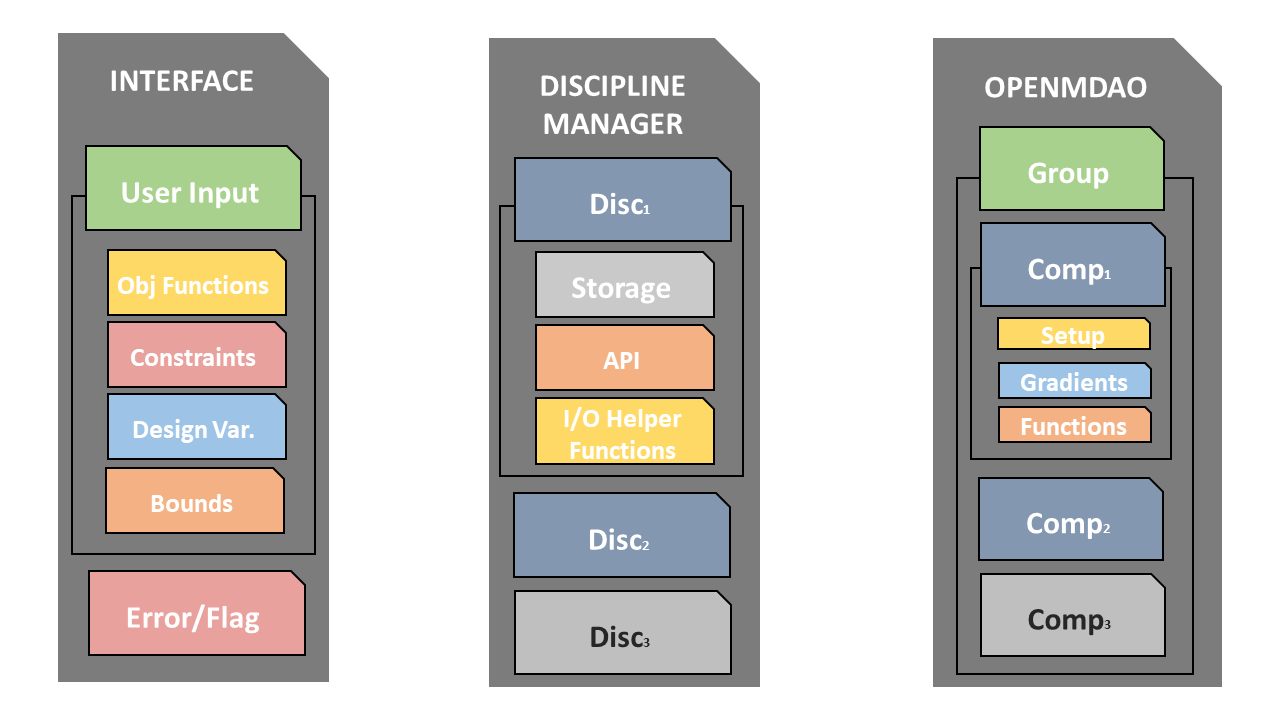 INTERFACE
User Input
Obj Functions
Constraints
Design Var.
Bounds
Error/Flag
DISCIPLINE
MANAGER
Disc₁
Storage
API
I/O Helper
Functions
Disc₂
Disc₃
OPENMDAO
Group
Comp₁
Setup
Gradients
Functions
Comp₂
Comp₃